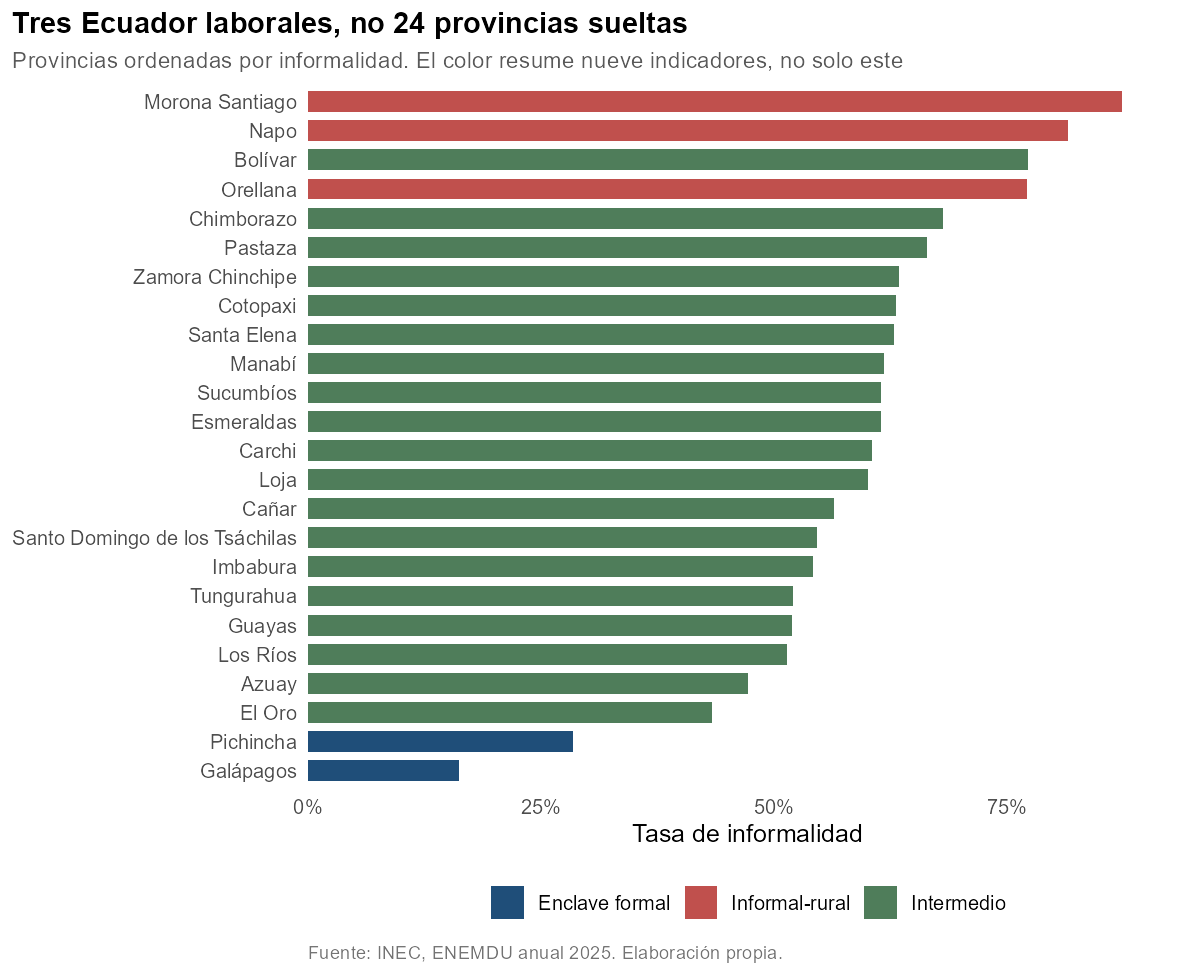 Tres Ecuador laborales, no 24 provincias sueltas
Provincias ordenadas por informalidad. El color resume nueve indicadores, no solo este
Morona Santiago
Napo
Bolívar
Orellana
Chimborazo
Pastaza
Zamora Chinchipe
Cotopaxi
Santa Elena
Manabí
Sucumbíos
Esmeraldas
Carchi
Loja
Cañar
Santo Domingo de los Tsáchilas
Imbabura
Tungurahua
Guayas
Los Ríos
Azuay
El Oro
Pichincha
Galápagos
0% 25% 50% 75%
Tasa de informalidad
Enclave formal Informal-rural Intermedio
Fuente: INEC, ENEMDU anual 2025. Elaboración propia.